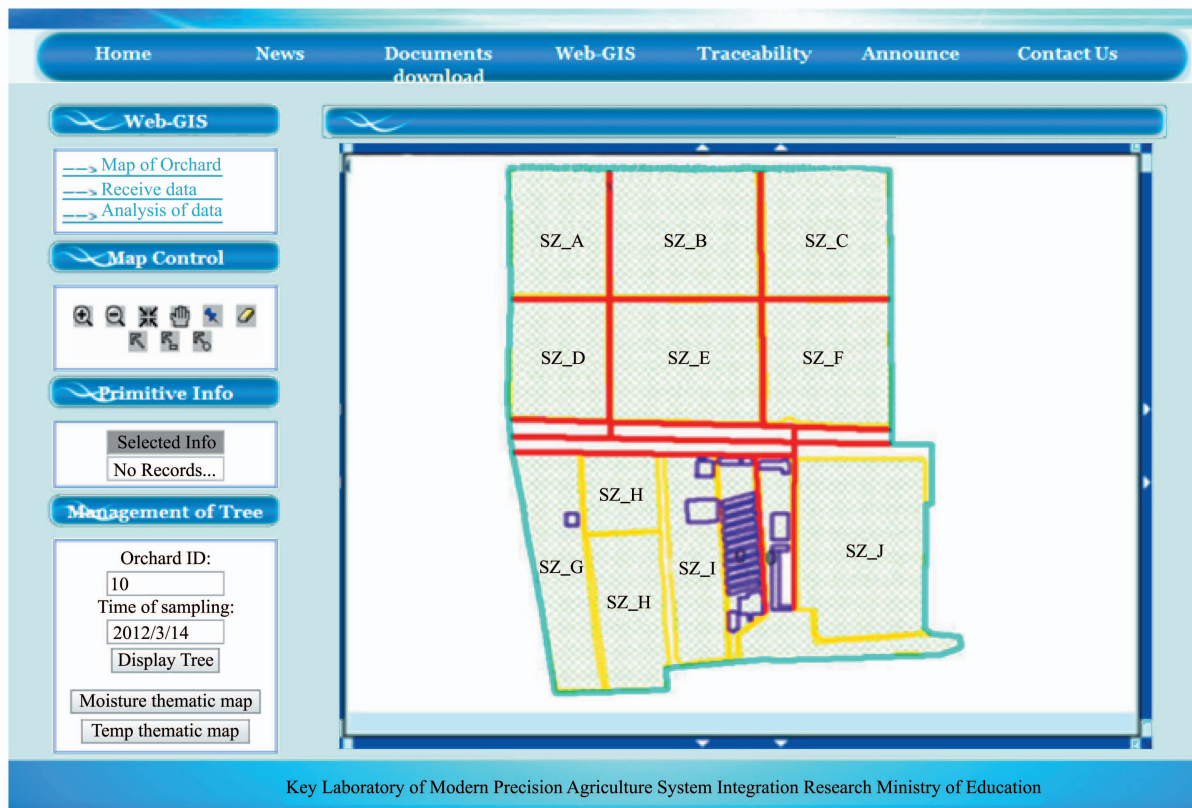 Home News Documents download Web-GIS Traceability Announce Contact Us
Web-GIS
Map of Orchard
Receive data
Analysis of data
Map Control
Primitive Info
Selected Info
No Records...
Management of Tree
Orchard ID:
10
Time of sampling:
2012/3/14
Display Tree
Moisture thematic map
Temp thematic map
SZ_A SZ_B SZ_C
SZ_D SZ_E SZ_F
SZ_H
SZ_G SZ_I SZ_J
SZ_H
Key Laboratory of Modern Precision Agriculture System Integration Research Ministry of Education